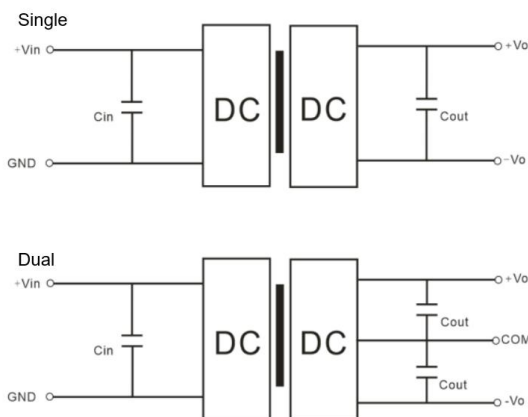 Single
+Vin
+Vo
DC DC
Cin
Cout
GND
-Vo
Dual
+Vin
+Vo
Cout
DC DC
COM
Cin
Cout
GND
-Vo